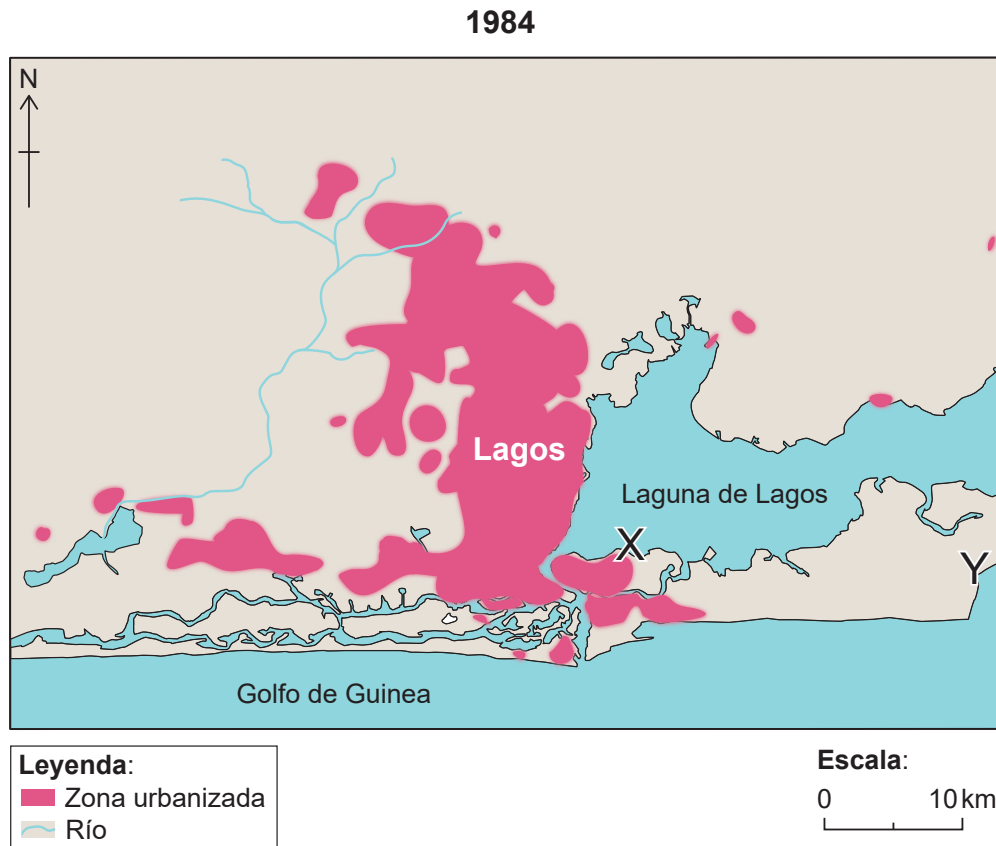 1984
N
Lagos
Laguna de Lagos
X
Y
Golfo de Guinea
Leyenda:
Zona urbanizada
Río
Escala:
0 10 km